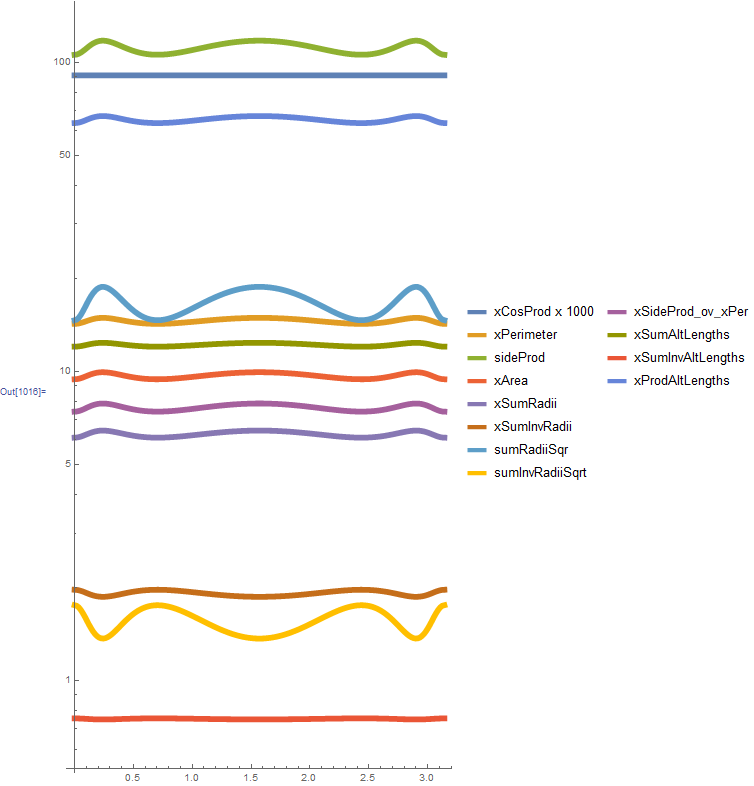 100
50
10
5
1
Out[1016]=
0.5 1.0 1.5 2.0 2.5 3.0
xCosProd x 1000
xPerimeter
sideProd
xArea
xSumRadii
xSumInvRadii
sumRadiiSqr
sumInvRadiiSqrt
xSideProd_ov_xPer
xSumAltLengths
xSumInvAltLengths
xProdAltLengths